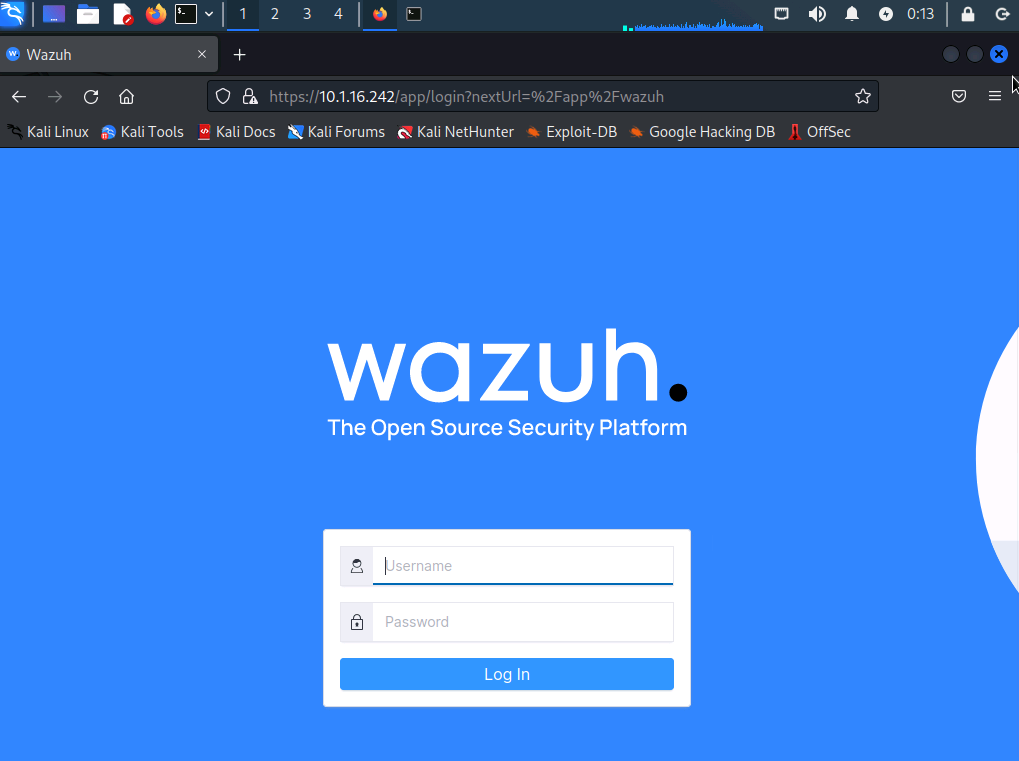 1 2 3 4 0:13
Wazuh
https://10.1.16.242/app/login?nextUrl=%2Fapp%2Fwazuh
Kali Linux Kali Tools Kali Docs Kali Forums Kali NetHunter Exploit-DB Google Hacking DB OffSec
wazuh.
The Open Source Security Platform
Username
Password
Log In